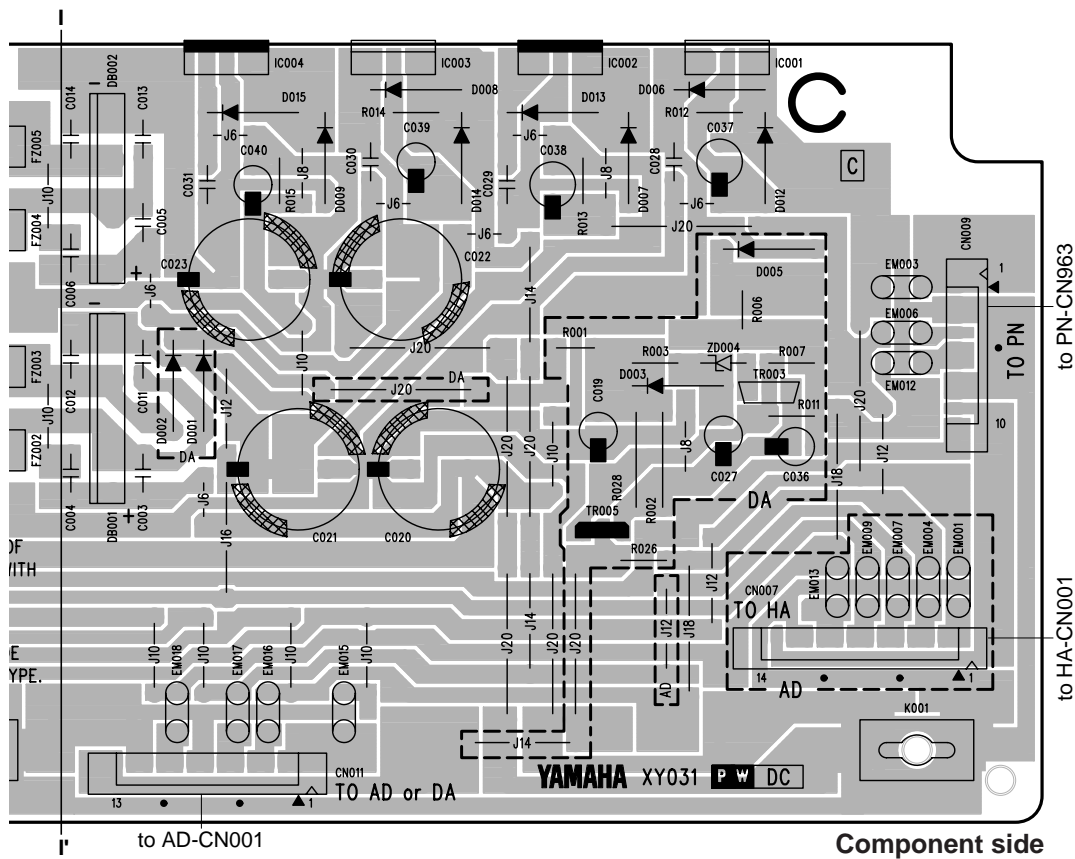 I
DB002
C014
C013
IC004
IC003
IC002
IC001
D015
D008
D013
D006
R014
R012
J6
C039
J6
J6
C037
FZ005
C040
C030
C038
C028
C
J10
C031
J8
C029
J8
R015
D009
J6
D014
R013
D007
J6
D012
FZ004
C005
J6
J20
CN009
C023
C022
D005
EM003
1
to PN-CN963
C006
+
J6
J14
R006
EM006
TO PN
R001
J10
J20
R003
ZD004
R007
FZ003
D003
TR003
EM012
DA
J20
C012
C011
J12
C019
R011
J20
10
J10
D002
D001
J20
J20
J10
J8
J18
J12
FZ002
DA
R028
C027
C036
C004
C003
J6
R002
DA
DB001
+
J16
C021
C020
TR005
OF
R026
EM009
EM007
EM004
EM001
WITH
J12
CN007
EM013
TO HA
J14
J12
J18
E
J10
EM018
J10
EM017
EM016
J10
EM015
J10
J20
J20
J20
to HA-CN001
YPE.
AD
14
1
AD
K001
J14
CN011
YAMAHA XY031 PW DC
13
1
TO AD or DA
to AD-CN001
I'
Component side